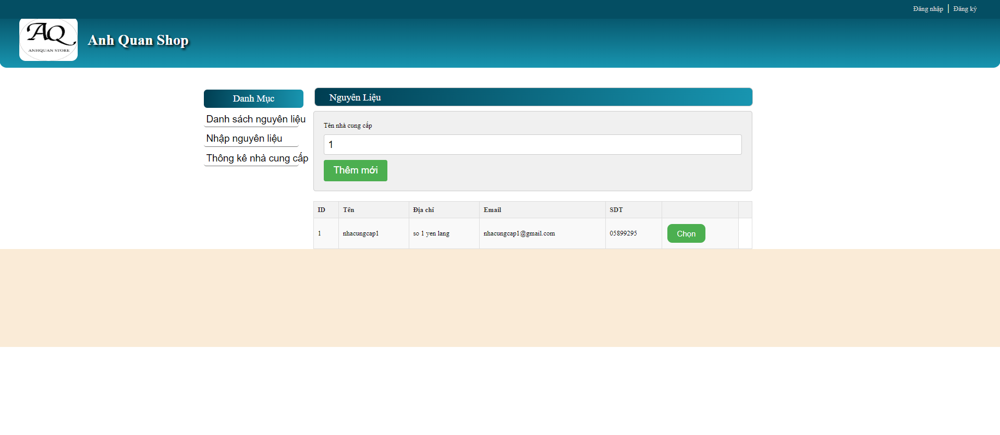 Đăng nhập
Đăng ký
AQ
ANHQUAN STORE
Anh Quan Shop
Danh Mục
Danh sách nguyên liệu
Nhập nguyên liệu
Thông kê nhà cung cấp
Nguyên Liệu
Tên nhà cung cấp
1
Thêm mới
ID Tên Địa chỉ Email SDT
1 nhacungcap1 so 1 yen lang nhacungcap1@gmail.com 05899295 Chọn